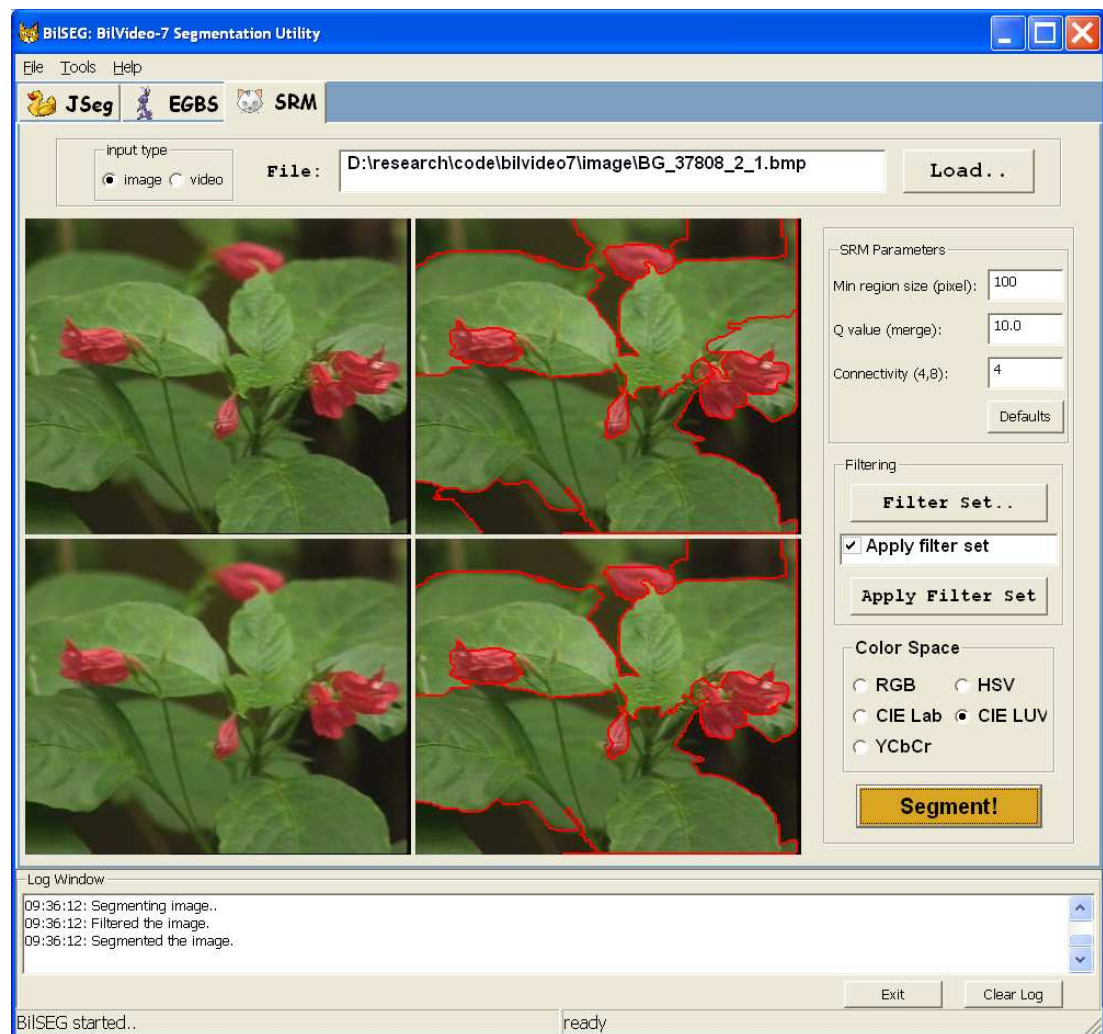 BilSEG: BilVideo-7 Segmentation Utility
File Tools Help
JSeg EGBS SRM
input type
image video
File:
D:\research\code\bilvideo7\image\BG_37808_2_1.bmp
Load..
SRM Parameters
Min region size (pixel): 100
Q value (merge): 10.0
Connectivity (4,8): 4
Defaults
Filtering
Filter Set..
Apply filter set
Apply Filter Set
Color Space
RGB HSV
CIE Lab CIE LUV
YCbCr
Segment!
Log Window
09:36:12: Segmenting image..
09:36:12: Filtered the image.
09:36:12: Segmented the image.
Exit Clear Log
BilSEG started.. ready